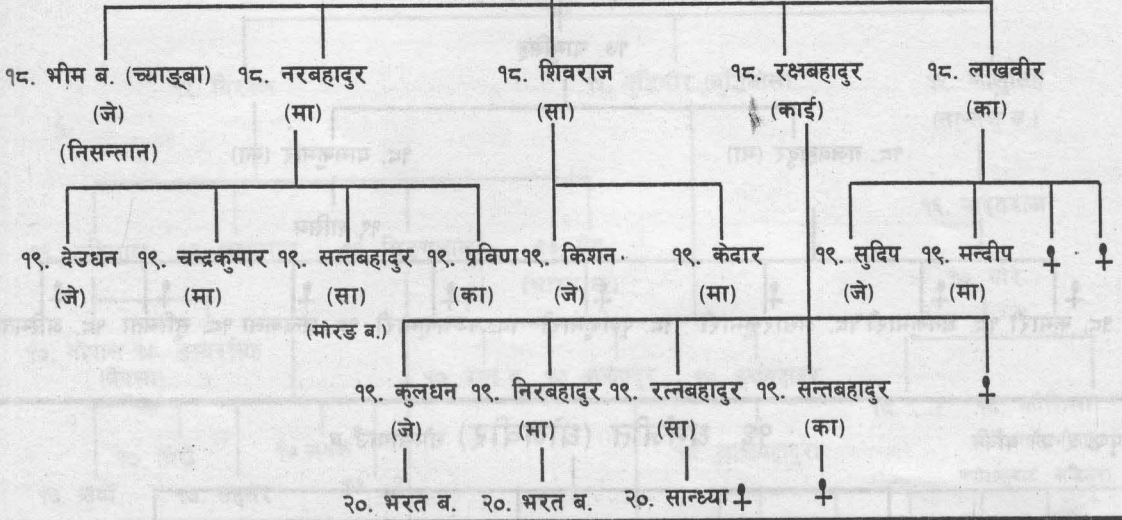 १८. भीम ब. (च्याङबा) १८. नरबहादुर १८. शिवराज १८. रक्षबहादुर १८. लाखवीर
(जे) (मा) (सा) (काई) (का)
(निसन्तान)
१९. देउधन १९. चन्द्रकुमार १९. सन्तबहादुर १९. प्रविण १९. किशन १९. केदार १९. सुदिप १९. मन्दीप
(जे) (मा) (सा) (का) (जे) (मा) (जे) (मा)
(मोरङ ब.)
१९. कुलधन १९. निरबहादुर १९. रत्नबहादुर १९. सन्तबहादुर
(जे) (मा) (सा) (का)
२०. भरत ब. २०. भरत ब. २०. सान्ध्या